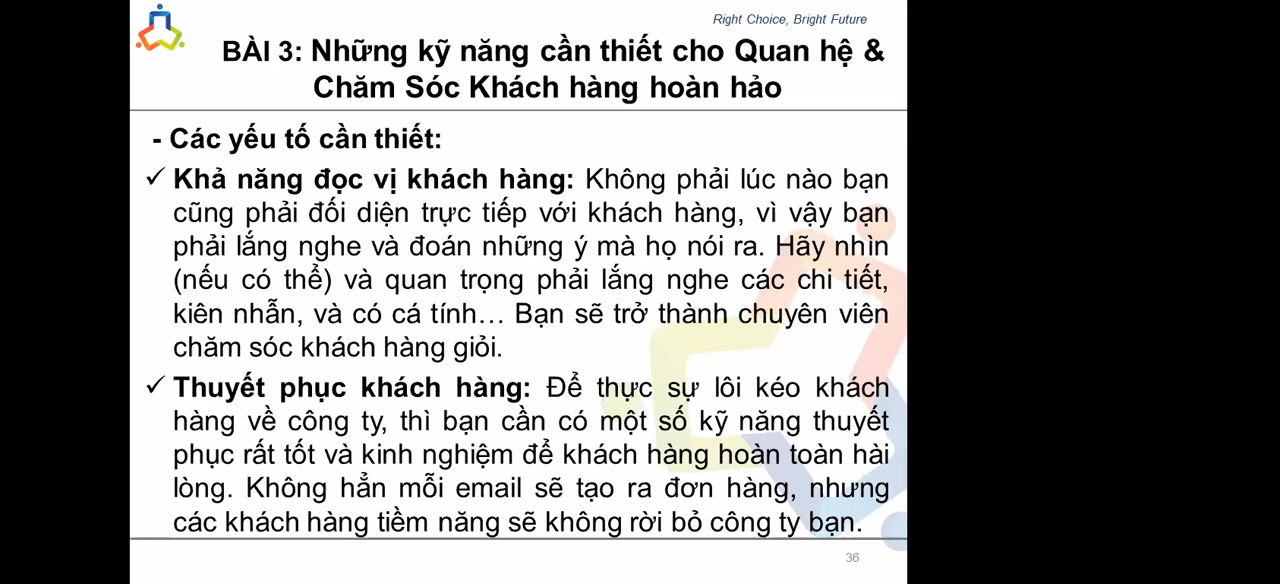 Right Choice, Bright Future
BÀI 3: Những kỹ năng cần thiết cho Quan hệ &
Chăm Sóc Khách hàng hoàn hảo
- Các yếu tố cần thiết:
✓ Khả năng đọc vị khách hàng: Không phải lúc nào bạn
cũng phải đối diện trực tiếp với khách hàng, vì vậy bạn
phải lắng nghe và đoán những ý mà họ nói ra. Hãy nhìn
(nếu có thể) và quan trọng phải lắng nghe các chi tiết,
kiên nhẫn, và có cá tính… Bạn sẽ trở thành chuyên viên
chăm sóc khách hàng giỏi.
✓ Thuyết phục khách hàng: Để thực sự lôi kéo khách
hàng về công ty, thì bạn cần có một số kỹ năng thuyết
phục rất tốt và kinh nghiệm để khách hàng hoàn toàn hài
lòng. Không hẳn mỗi email sẽ tạo ra đơn hàng, nhưng
các khách hàng tiềm năng sẽ không rời bỏ công ty bạn.
36